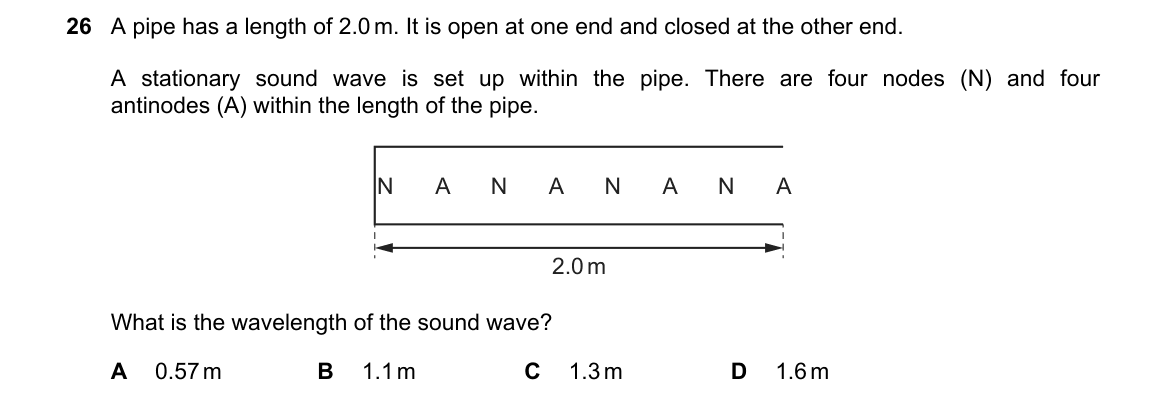 26 A pipe has a length of 2.0 m. It is open at one end and closed at the other end.
A stationary sound wave is set up within the pipe. There are four nodes (N) and four
antinodes (A) within the length of the pipe.
N A N A N A N A
2.0 m
What is the wavelength of the sound wave?
A 0.57 m B 1.1 m C 1.3 m D 1.6 m